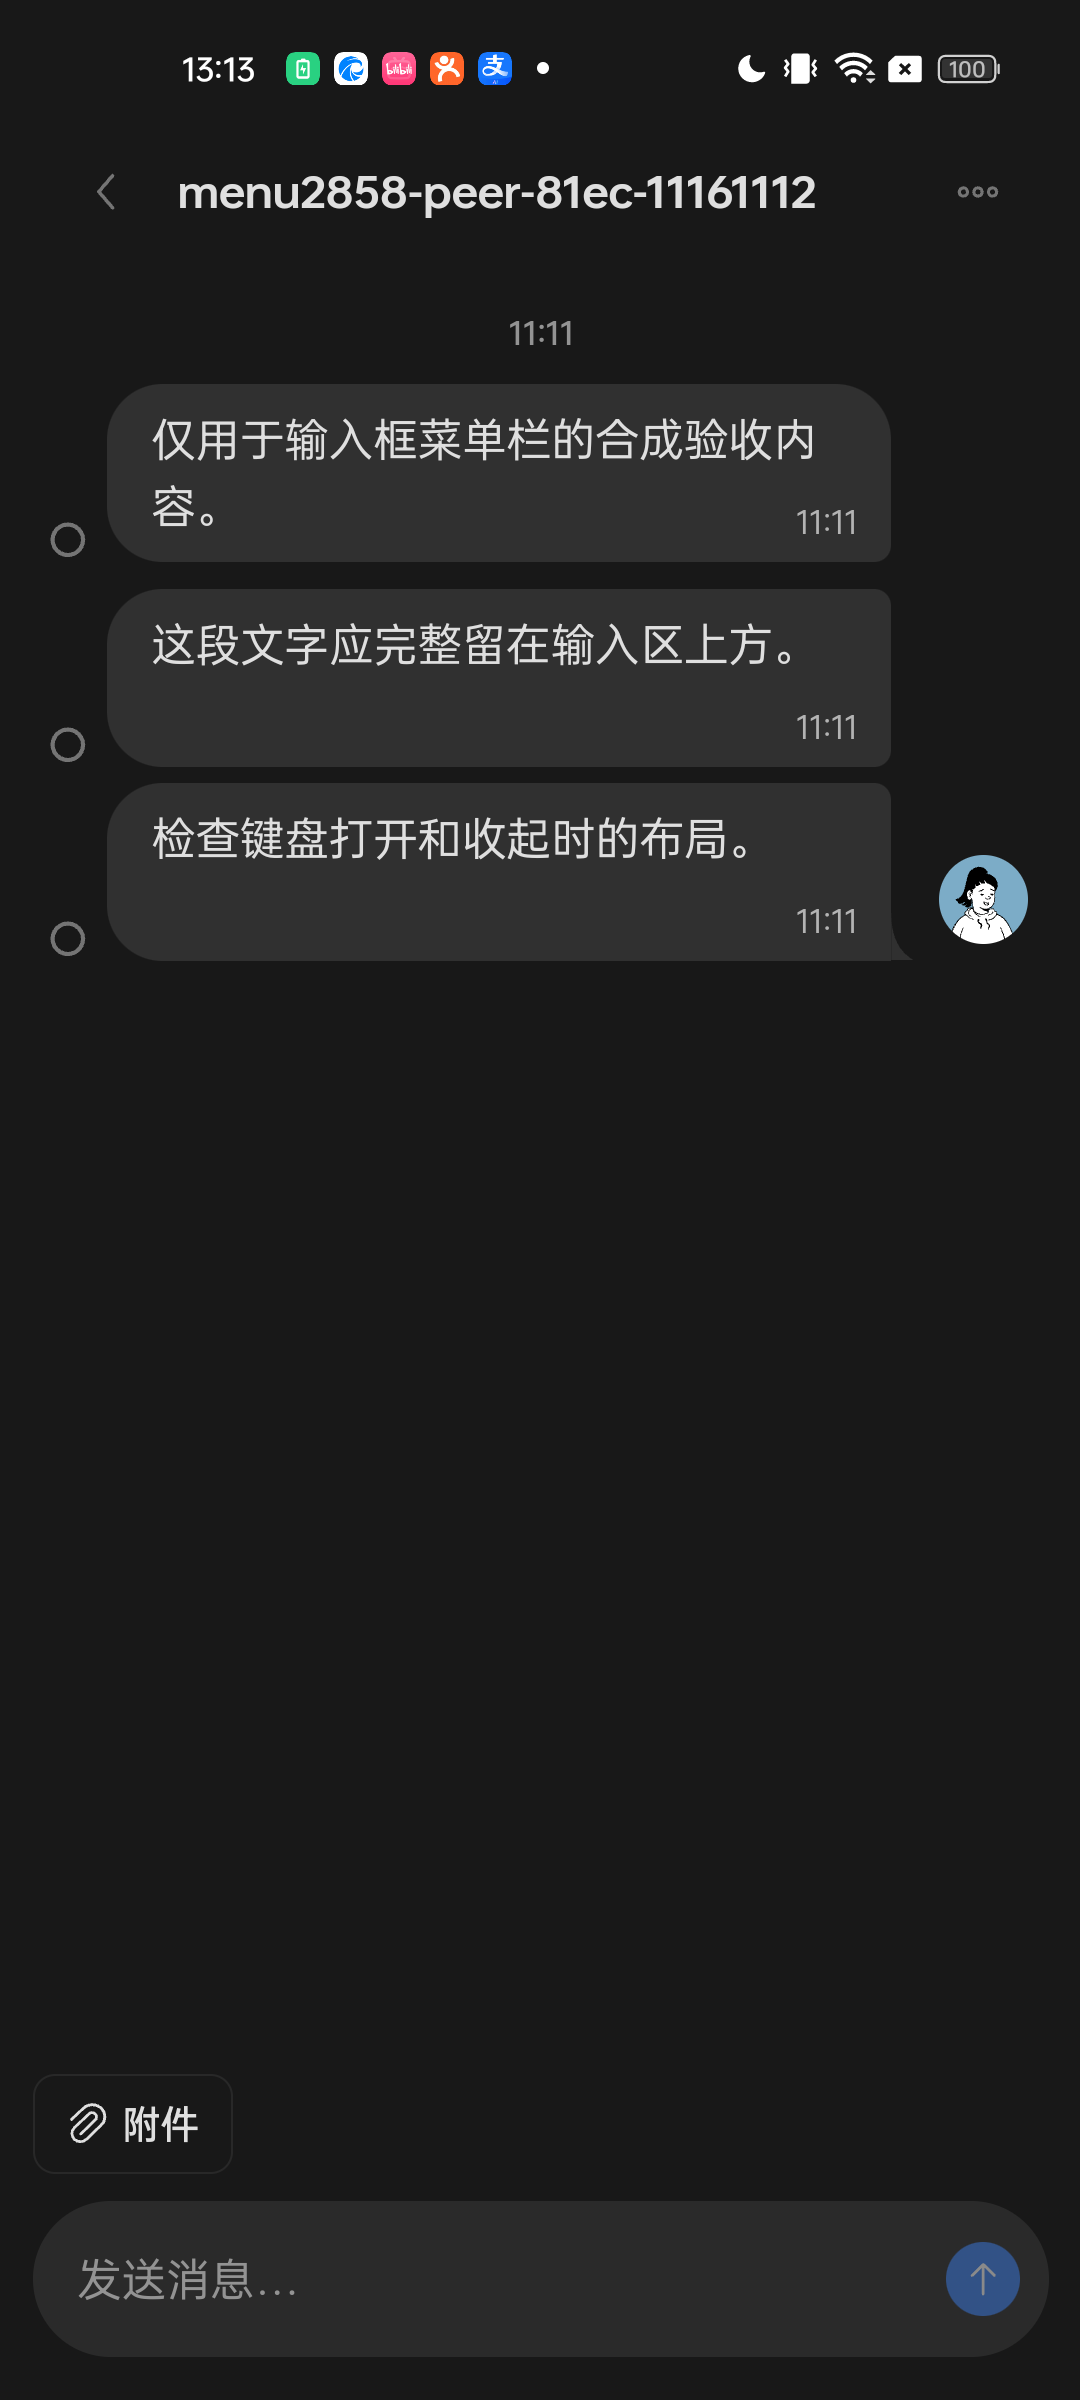 13:13
100
menu2858-peer-81ec-11161112
11:11
仅用于输入框菜单栏的合成验收内
容。
11:11
这段文字应完整留在输入区上方。
11:11
检查键盘打开和收起时的布局。
11:11
附件
发送消息...